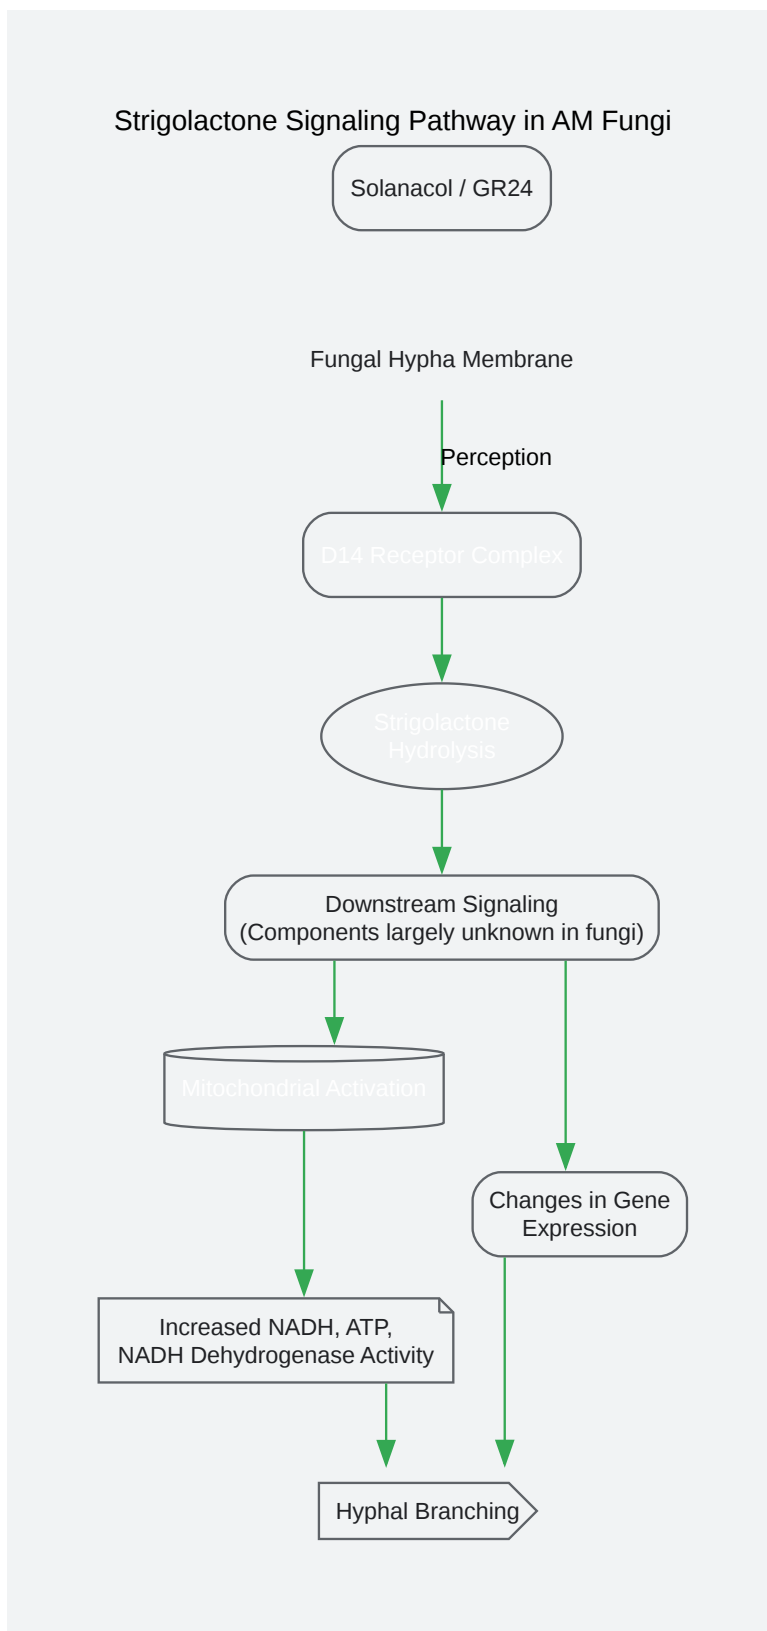 Strigolactone Signaling Pathway in AM Fungi
Solanacol / GR24
Fungal Hypha Membrane
Perception
D14 Receptor Complex
Strigolactone
Hydrolysis
Downstream Signaling
(Components largely unknown in fungi)
Mitochondrial Activation
Changes in Gene
Expression
Increased NADH, ATP,
NADH Dehydrogenase Activity
Hyphal Branching